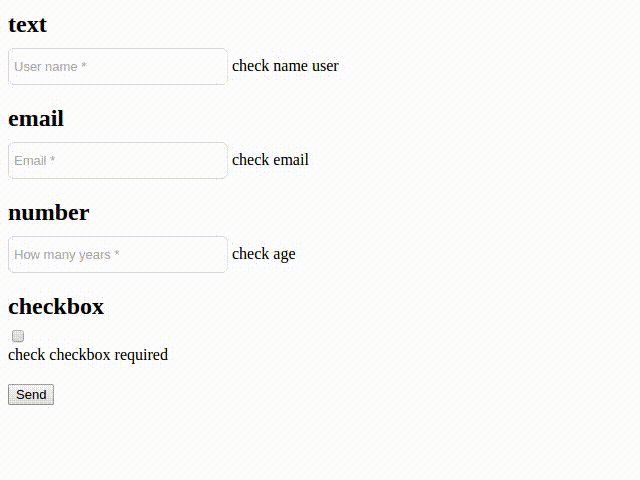 text
User name * check name user
email
Email * check email
number
How many years * check age
checkbox
check checkbox required
Send